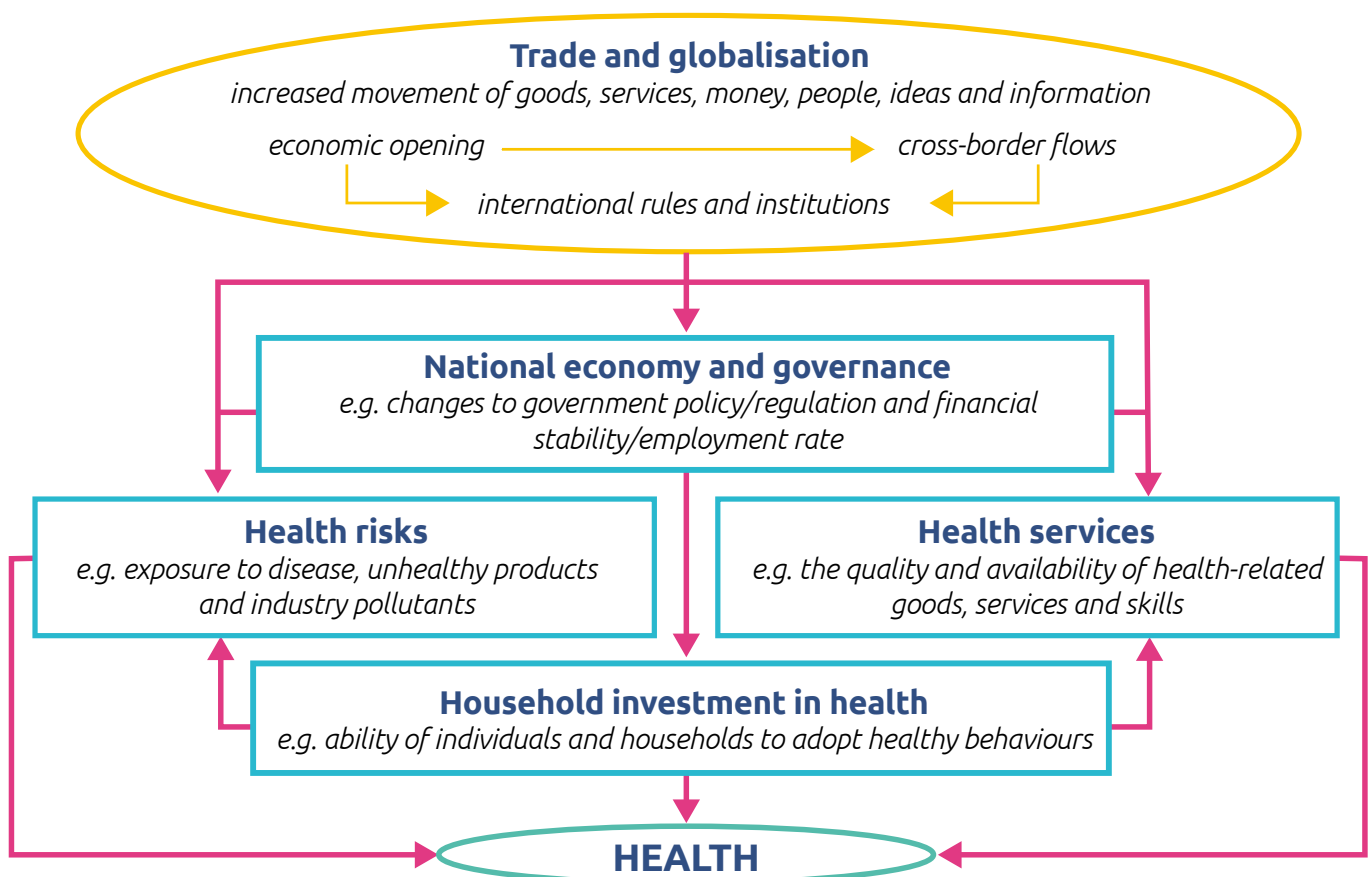 Trade and globalisation
increased movement of goods, services, money, people, ideas and information
economic opening
cross-border flows
international rules and institutions
National economy and governance
e.g. changes to government policy/regulation and financial
stability/employment rate
Health risks
e.g. exposure to disease, unhealthy products
and industry pollutants
Health services
e.g. the quality and availability of health-related
goods, services and skills
Household investment in health
e.g. ability of individuals and households to adopt healthy behaviours
HEALTH